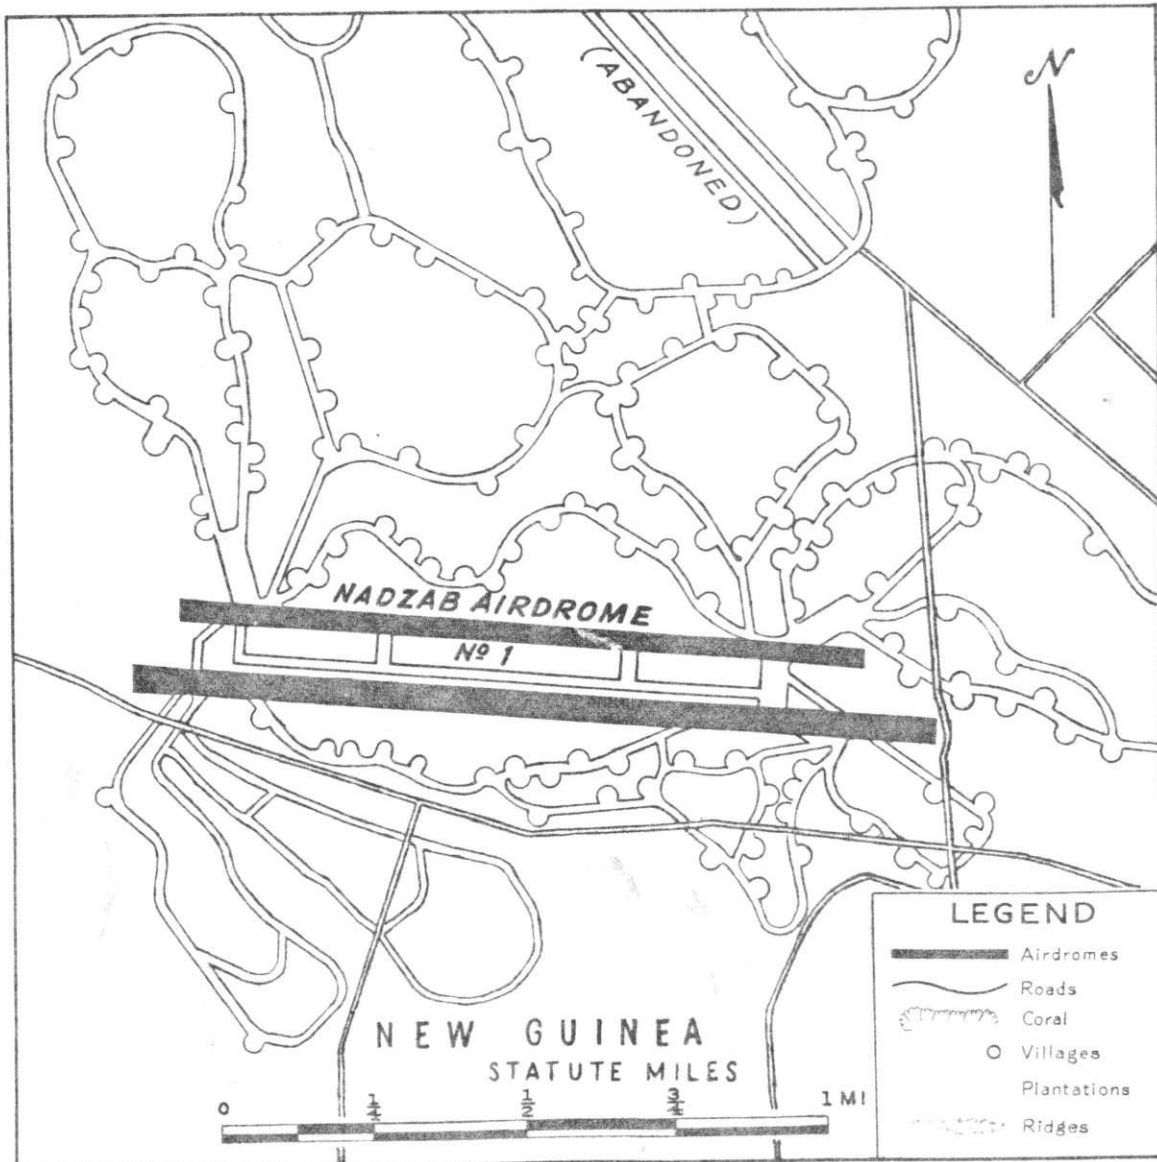 (ABANDONED)
N
NADZAB AIRDROME
Nº 1
LEGEND
Airdromes
Roads
Coral
Villages
Plantations
Ridges
NEW GUINEA
STATUTE MILES
0 1/4 1/2 3/4 1 MI